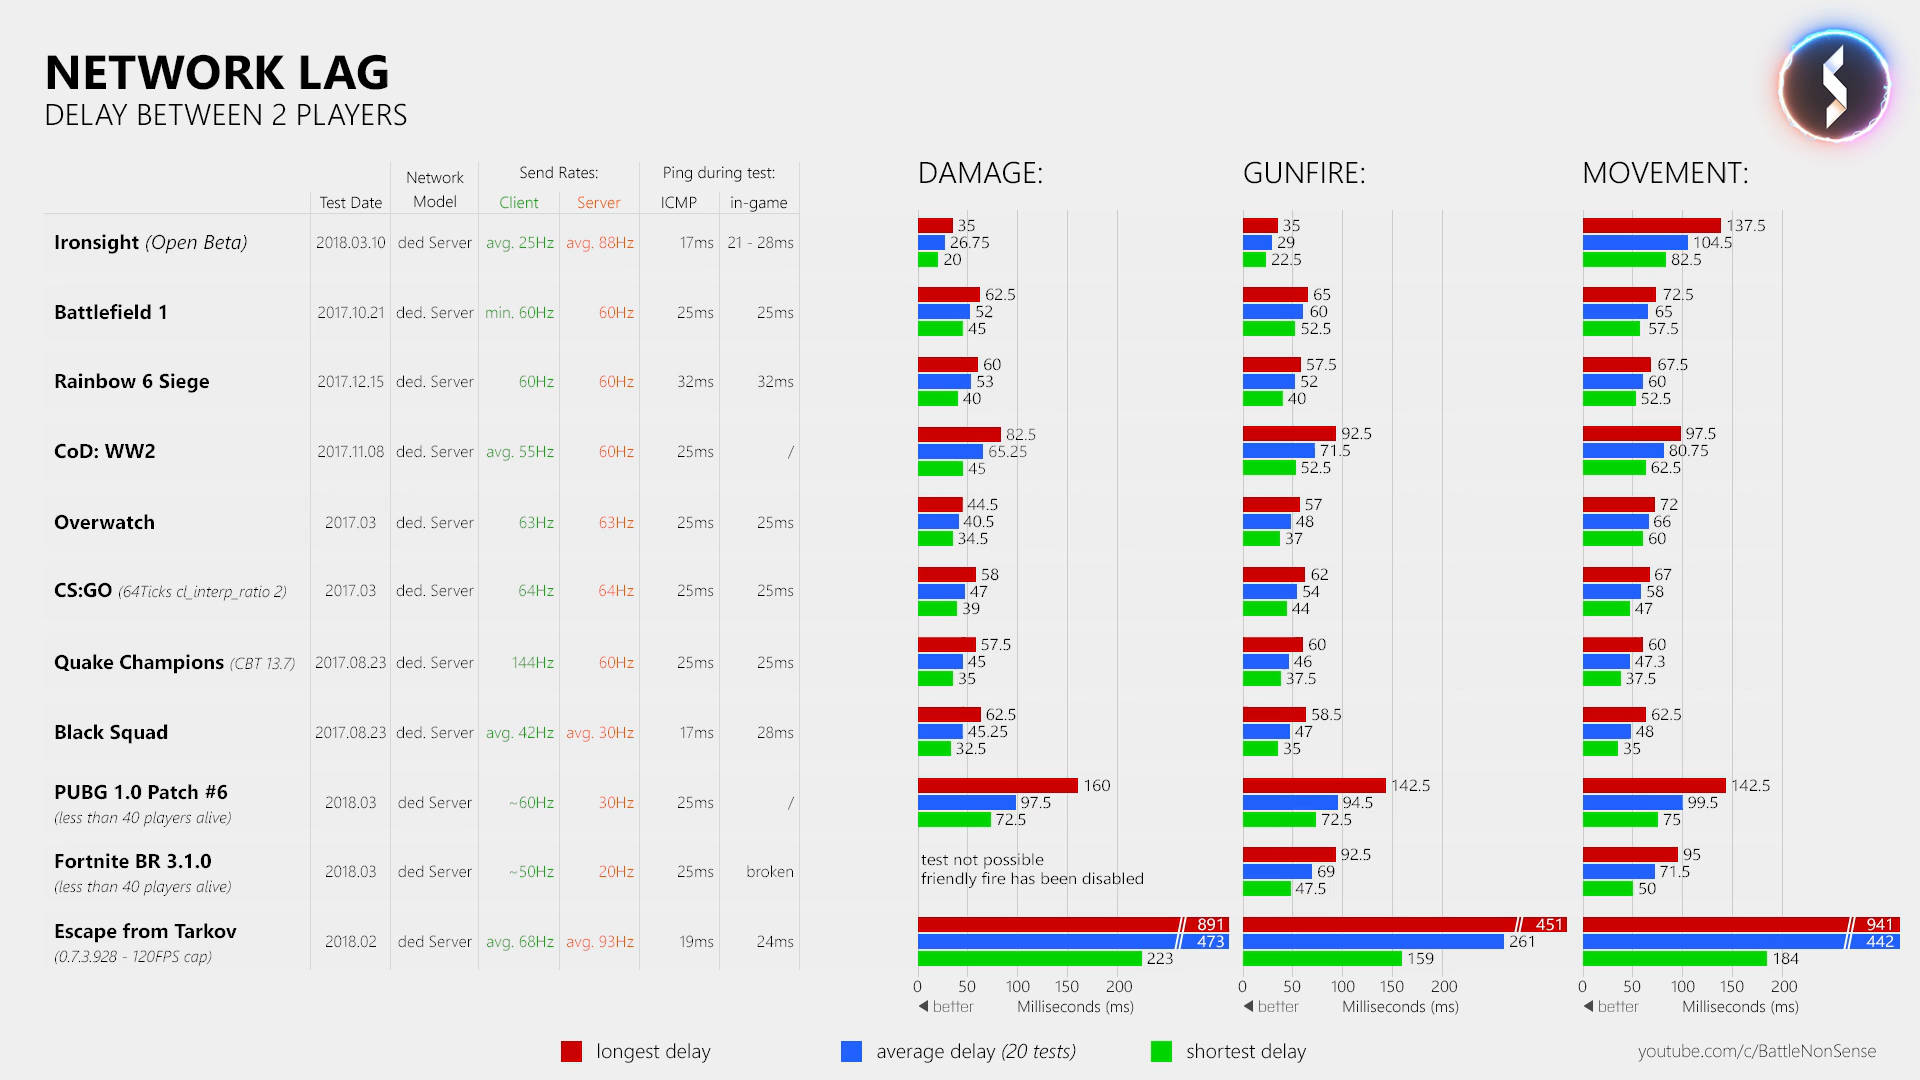 NETWORK LAG
DELAY BETWEEN 2 PLAYERS
Test Date
Network
Model
Send Rates:
Client Server
Ping during test:
ICMP in-game
DAMAGE:
GUNFIRE:
MOVEMENT:
Ironsight (Open Beta) 2018.03.10 ded Server avg. 25Hz avg. 88Hz 17ms 21 - 28ms
35 35 137.5
26.75 29 104.5
20 22.5 82.5
Battlefield 1 2017.10.21 ded. Server min. 60Hz 60Hz 25ms 25ms
62.5 65 72.5
52 60 65
45 52.5 57.5
Rainbow 6 Siege 2017.12.15 ded. Server 60Hz 60Hz 32ms 32ms
60 57.5 67.5
53 52 60
40 40 52.5
CoD: WW2 2017.11.08 ded. Server avg. 55Hz 60Hz 25ms /
82.5 92.5 97.5
65.25 71.5 80.75
45 52.5 62.5
Overwatch 2017.03 ded. Server 63Hz 63Hz 25ms 25ms
44.5 57 72
40.5 48 66
34.5 37 60
CS:GO (64Ticks cl_interp_ratio 2) 2017.03 ded. Server 64Hz 64Hz 25ms 25ms
58 62 67
47 54 58
39 44 47
Quake Champions (CBT 13.7) 2017.08.23 ded. Server 144Hz 60Hz 25ms 25ms
57.5 60 60
45 46 47.3
35 37.5 37.5
Black Squad 2017.08.23 ded. Server avg. 42Hz avg. 30Hz 17ms 28ms
62.5 58.5 62.5
45.25 47 48
32.5 35 35
PUBG 1.0 Patch #6
(less than 40 players alive)
2018.03 ded Server ~60Hz 30Hz 25ms /
160 142.5 142.5
97.5 94.5 99.5
72.5 72.5 75
Fortnite BR 3.1.0
(less than 40 players alive)
2018.03 ded Server ~50Hz 20Hz 25ms broken
test not possible
friendly fire has been disabled
92.5 95
69 71.5
47.5 50
Escape from Tarkov
(0.7.3.928 - 120FPS cap)
2018.02 ded Server avg. 68Hz avg. 93Hz 19ms 24ms
891 451 941
473 261 442
223 159 184
0 50 100 150 200 0 50 100 150 200 0 50 100 150 200
◀ better Milliseconds (ms) ◀ better Milliseconds (ms) ◀ better Milliseconds (ms)
longest delay average delay (20 tests) shortest delay
youtube.com/c/BattleNonSense